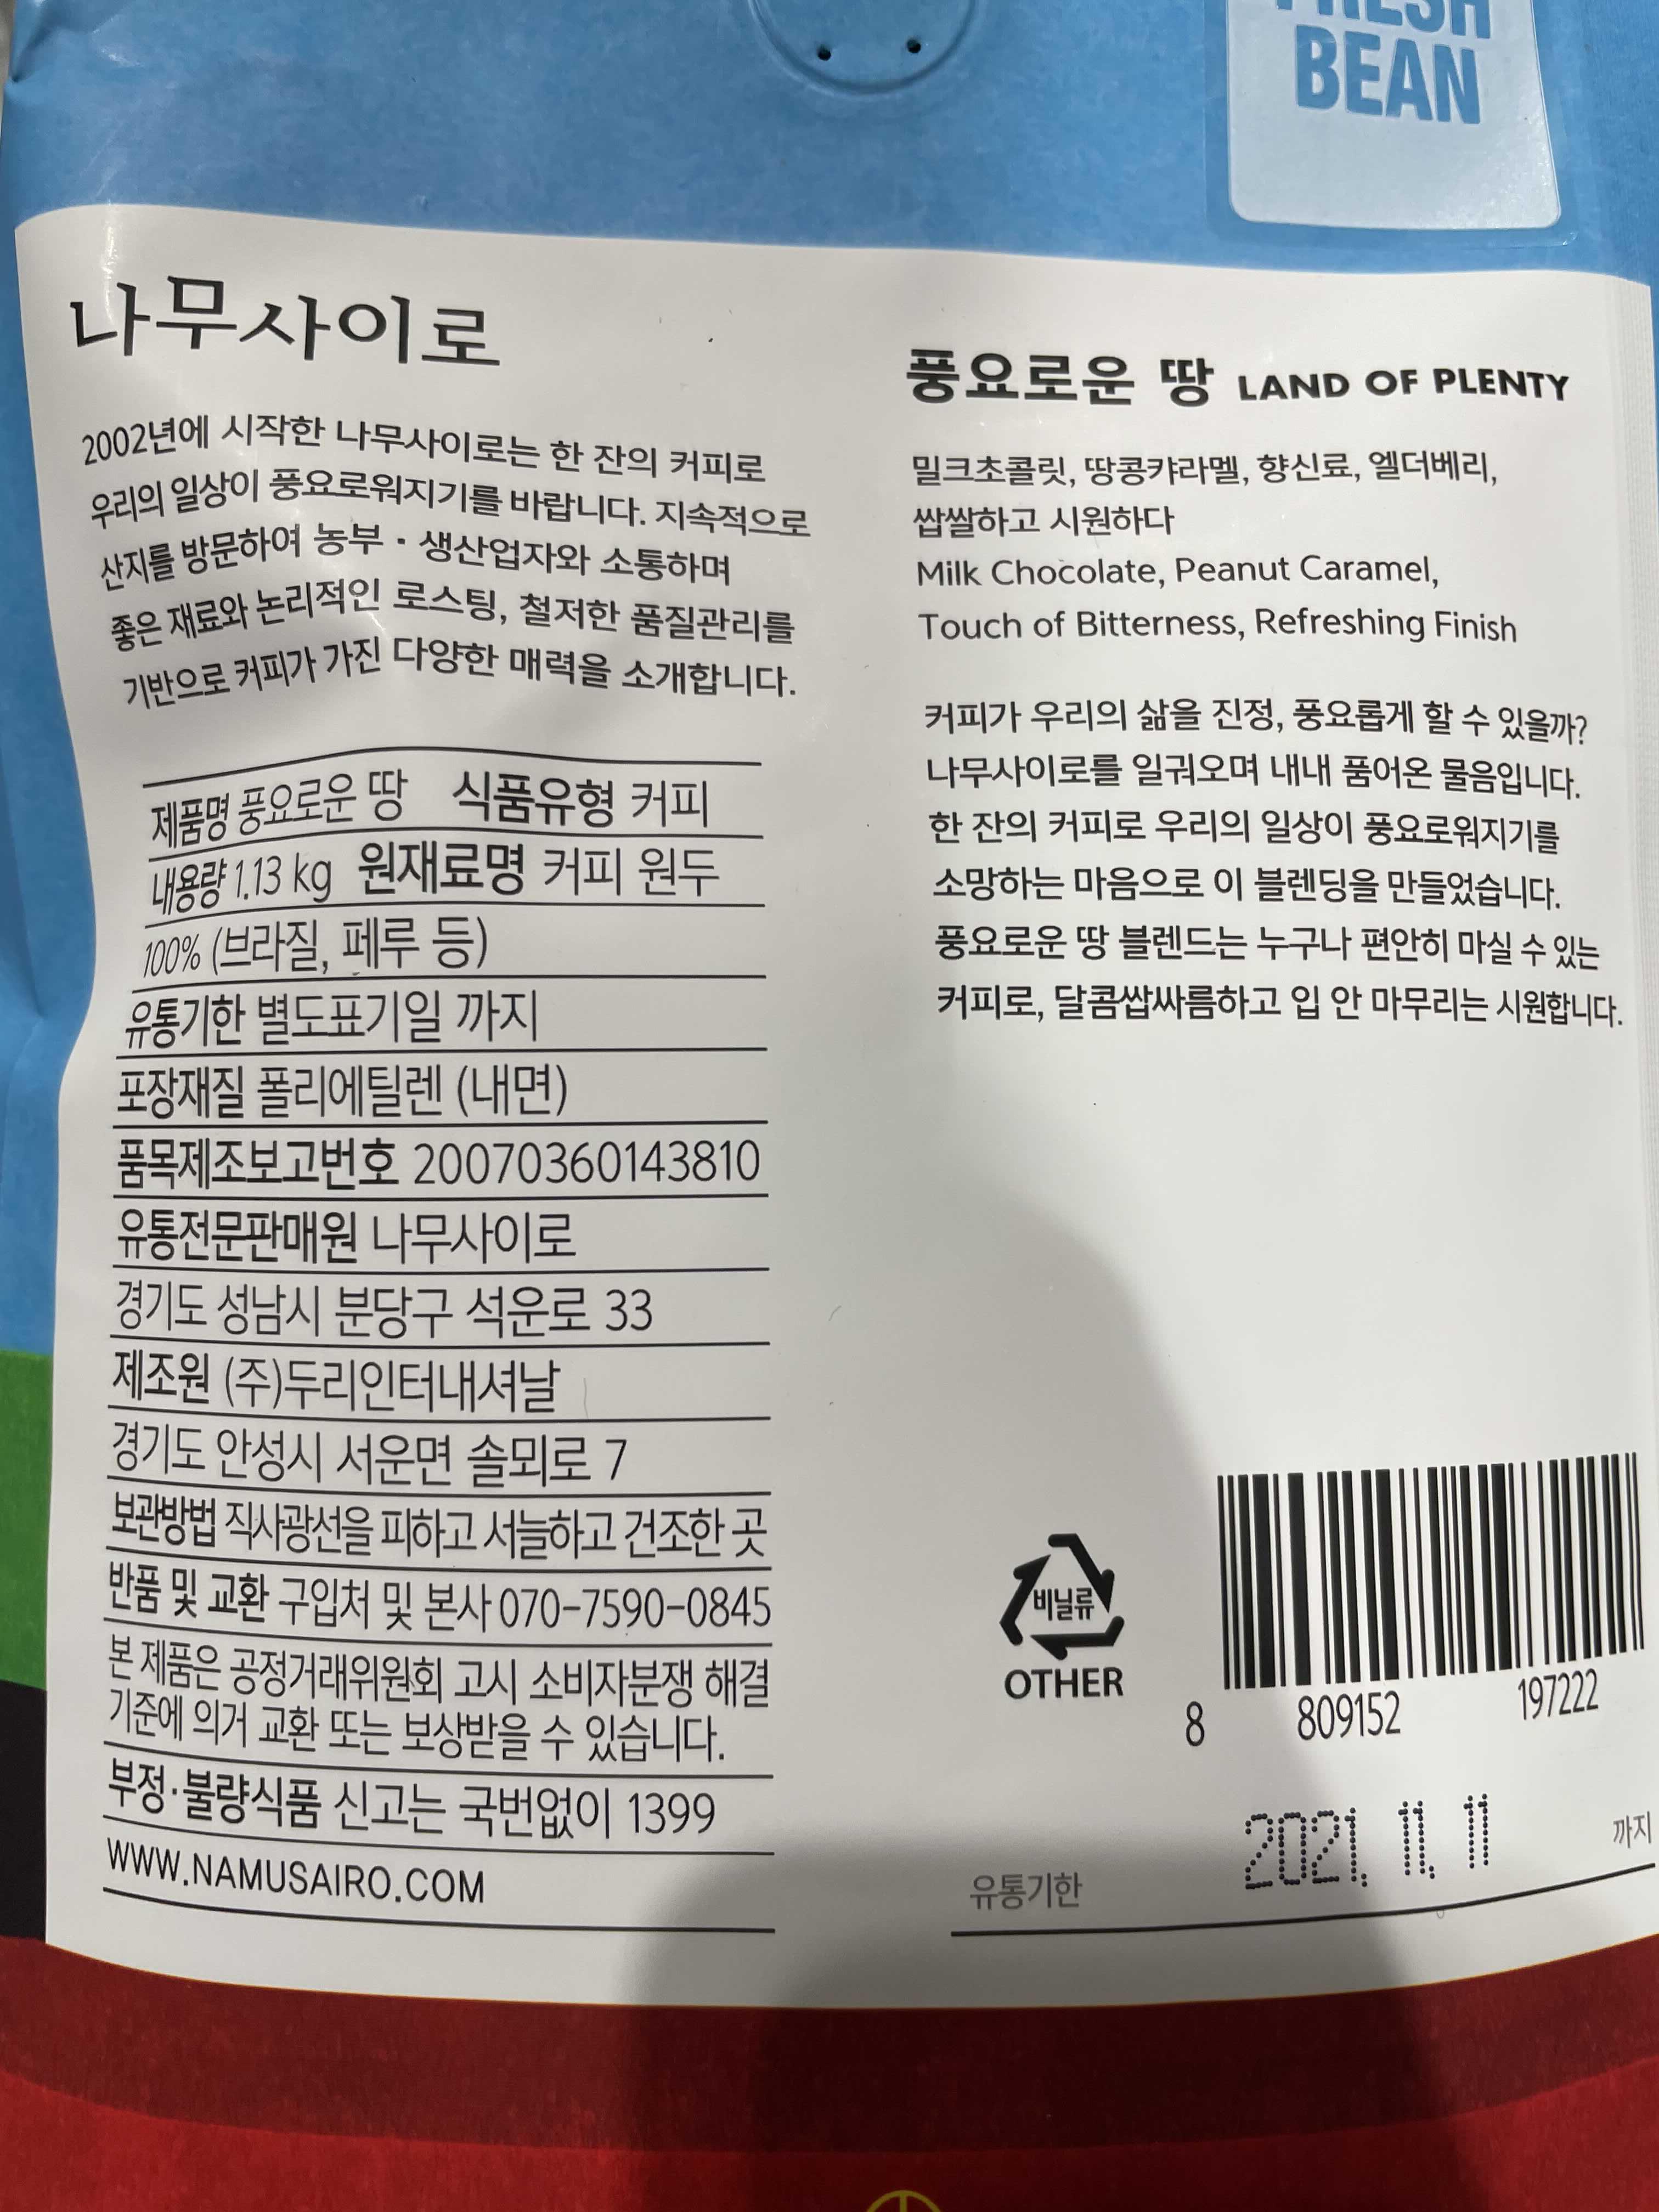 FRESH
BEAN
나무사이로
2002년에 시작한 나무사이로는 한 잔의 커피로
우리의 일상이 풍요로워지기를 바랍니다. 지속적으로
산지를 방문하여 농부·생산업자와 소통하며
좋은 재료와 논리적인 로스팅, 철저한 품질관리를
기반으로 커피가 가진 다양한 매력을 소개합니다.
제품명 풍요로운 땅 식품유형 커피
내용량 1.13 kg 원재료명 커피 원두
100% (브라질, 페루 등)
유통기한 별도표기일 까지
포장재질 폴리에틸렌 (내면)
품목제조보고번호 20070360143810
유통전문판매원 나무사이로
경기도 성남시 분당구 석운로 33
제조원 (주)두리인터내셔날
경기도 안성시 서운면 솔뫼로 7
보관방법 직사광선을 피하고 서늘하고 건조한 곳
반품 및 교환 구입처 및 본사 070-7590-0845
본 제품은 공정거래위원회 고시 소비자분쟁 해결
기준에 의거 교환 또는 보상받을 수 있습니다.
부정·불량식품 신고는 국번없이 1399
WWW.NAMUSAIRO.COM
풍요로운 땅 LAND OF PLENTY
밀크초콜릿, 땅콩캬라멜, 향신료, 엘더베리,
쌉쌀하고 시원하다
Milk Chocolate, Peanut Caramel,
Touch of Bitterness, Refreshing Finish
커피가 우리의 삶을 진정, 풍요롭게 할 수 있을까?
나무사이로를 일궈오며 내내 품어온 물음입니다.
한 잔의 커피로 우리의 일상이 풍요로워지기를
소망하는 마음으로 이 블렌딩을 만들었습니다.
풍요로운 땅 블렌드는 누구나 편안히 마실 수 있는
커피로, 달콤쌉싸름하고 입 안 마무리는 시원합니다.
비닐류
OTHER
8 809152 197222
유통기한 2021. 11. 11 까지